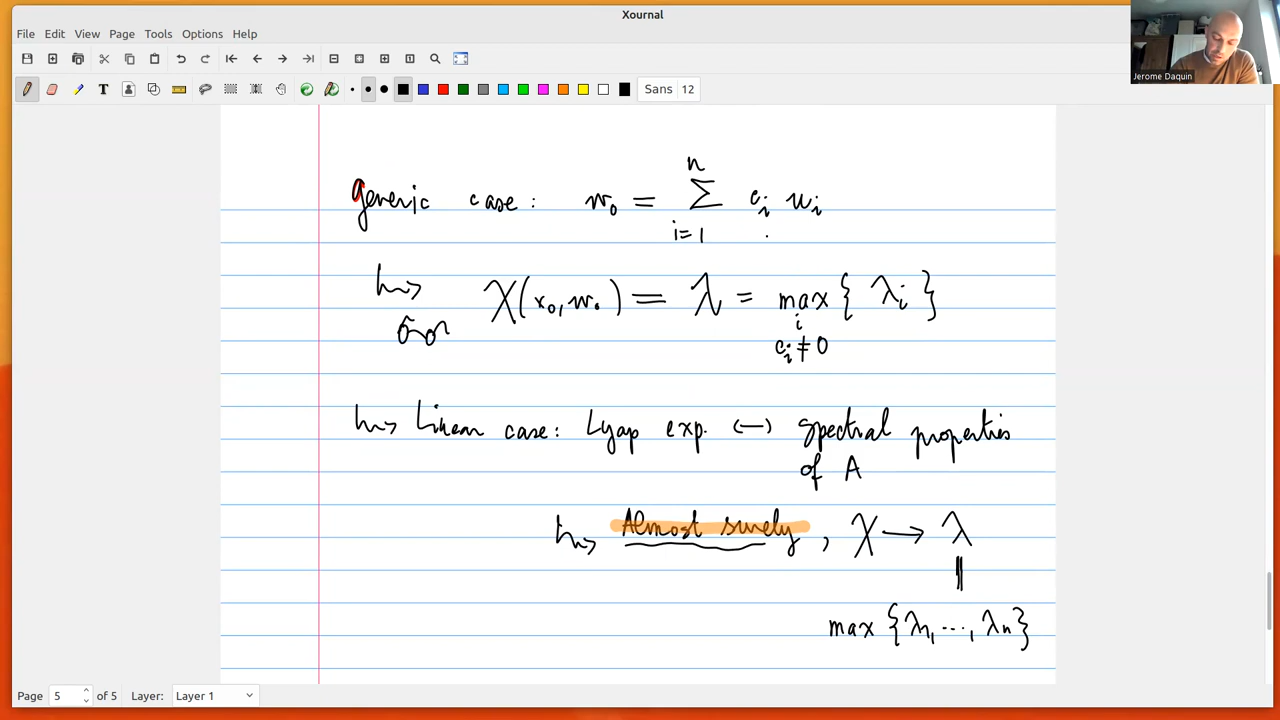 Xournal
File Edit View Page Tools Options Help
Sans 12
Jerome Daquin
generic case : w₀ = n ∑ i=1 cᵢ uᵢ
χ(x₀, w₀) = λ = max { λᵢ }
i
cᵢ ≠ 0
Linear case: Lyap exp. ↔ spectral properties
of A
Almost surely , χ → λ
||
max {λ₁, ..., λn}
Page 5 of 5 Layer: Layer 1